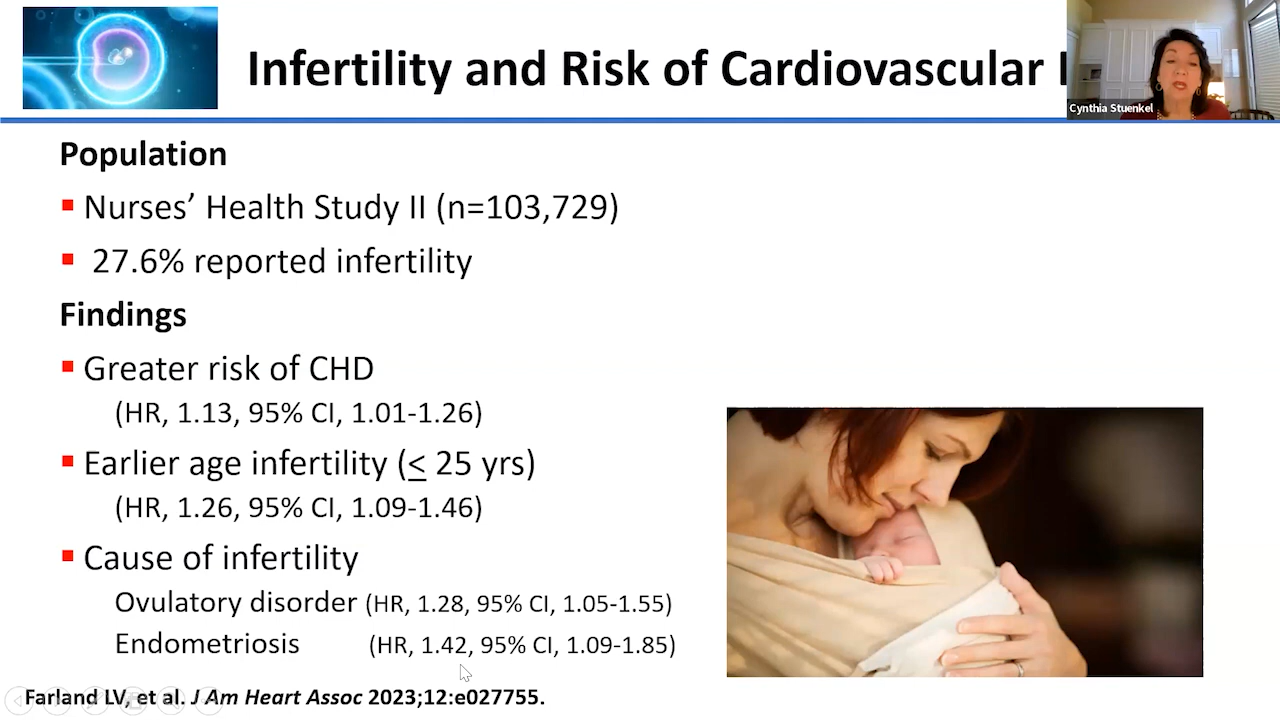 Infertility and Risk of Cardiovascular
Cynthia Stuenkel
Population
Nurses’ Health Study II (n=103,729)
27.6% reported infertility
Findings
Greater risk of CHD
(HR, 1.13, 95% CI, 1.01-1.26)
Earlier age infertility (≤ 25 yrs)
(HR, 1.26, 95% CI, 1.09-1.46)
Cause of infertility
Ovulatory disorder (HR, 1.28, 95% CI, 1.05-1.55)
Endometriosis (HR, 1.42, 95% CI, 1.09-1.85)
Farland LV, et al. J Am Heart Assoc 2023;12:e027755.